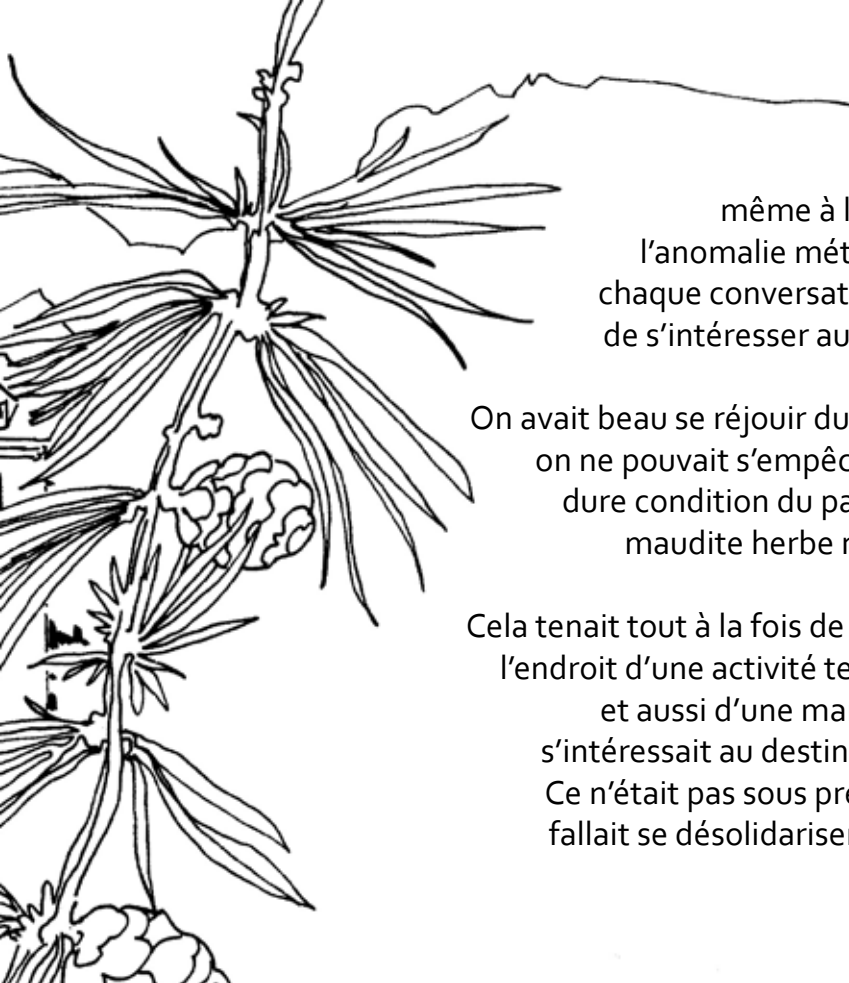 même à l
l’anomalie mét
chaque conversat
de s’intéresser au
On avait beau se réjouir du
on ne pouvait s’empêc
dure condition du pa
maudite herbe r
Cela tenait tout à la fois de
l’endroit d’une activité te
et aussi d’une ma
s’intéressait au destin
Ce n’était pas sous pré
fallait se désolidariser